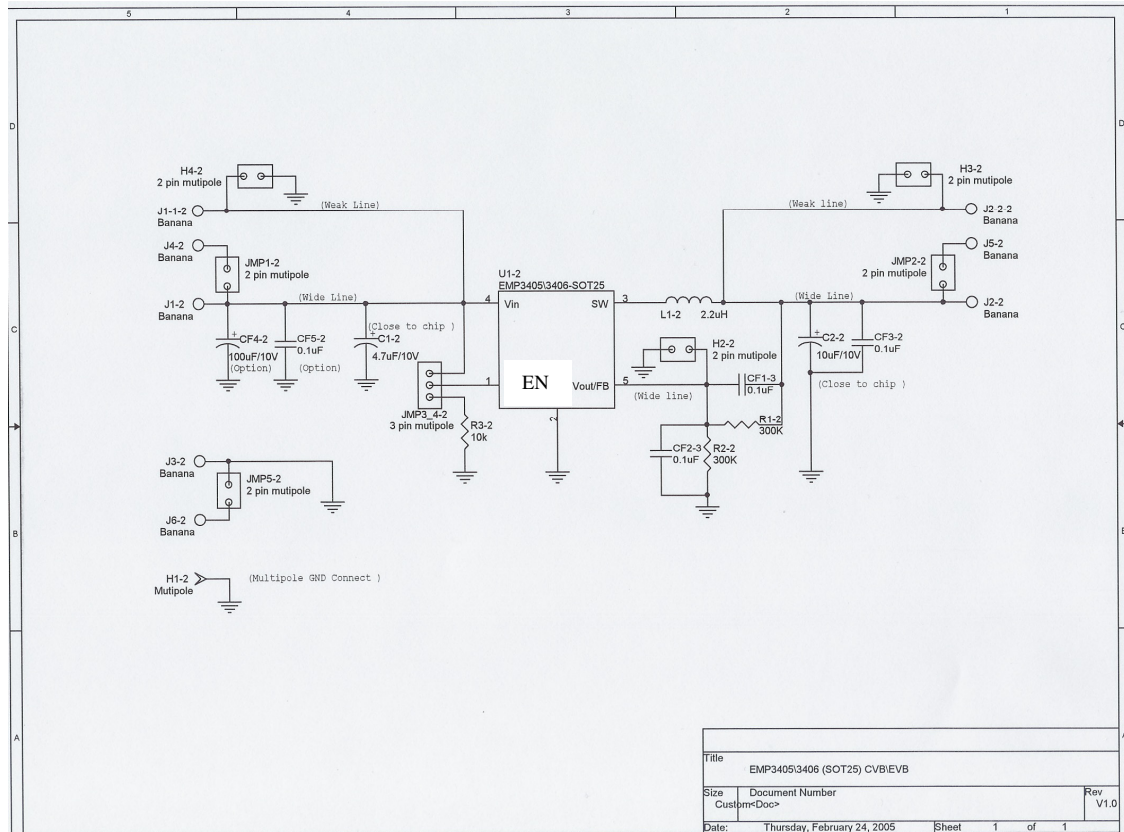 5 4 3 2 1
D D
H4-2
2 pin mutipole
H3-2
2 pin mutipole
J1-1-2
Banana
(Weak Line)
(Weak line)
J2-2-2
Banana
J4-2
Banana
JMP1-2
2 pin mutipole
J5-2
Banana
JMP2-2
2 pin mutipole
U1-2
EMP3405\3406-SOT25
J1-2
Banana
(Wide Line)
4 Vin
SW 3
L1-2 2.2uH
(Wide Line)
J2-2
Banana
C C
+ CF4-2
100uF/10V
(Option)
CF5-2
0.1uF
(Option)
(Close to chip )
+ C1-2
4.7uF/10V
H2-2
2 pin mutipole
+ C2-2
10uF/10V
CF3-2
0.1uF
(Close to chip )
1 EN
Vout/FB 5
(Wide line)
CF1-3
0.1uF
JMP3_4-2
3 pin mutipole
R3-2
10k
2
R1-2
300K
CF2-3
0.1uF
R2-2
300K
J3-2
Banana
JMP5-2
2 pin mutipole
J6-2
Banana
B
H1-2
Mutipole
(Multipole GND Connect )
A
Title
EMP3405\3406 (SOT25) CVB\EVB
Size Document Number Rev
Custom<Doc> V1.0
Date: Thursday, February 24, 2005 Sheet 1 of 1